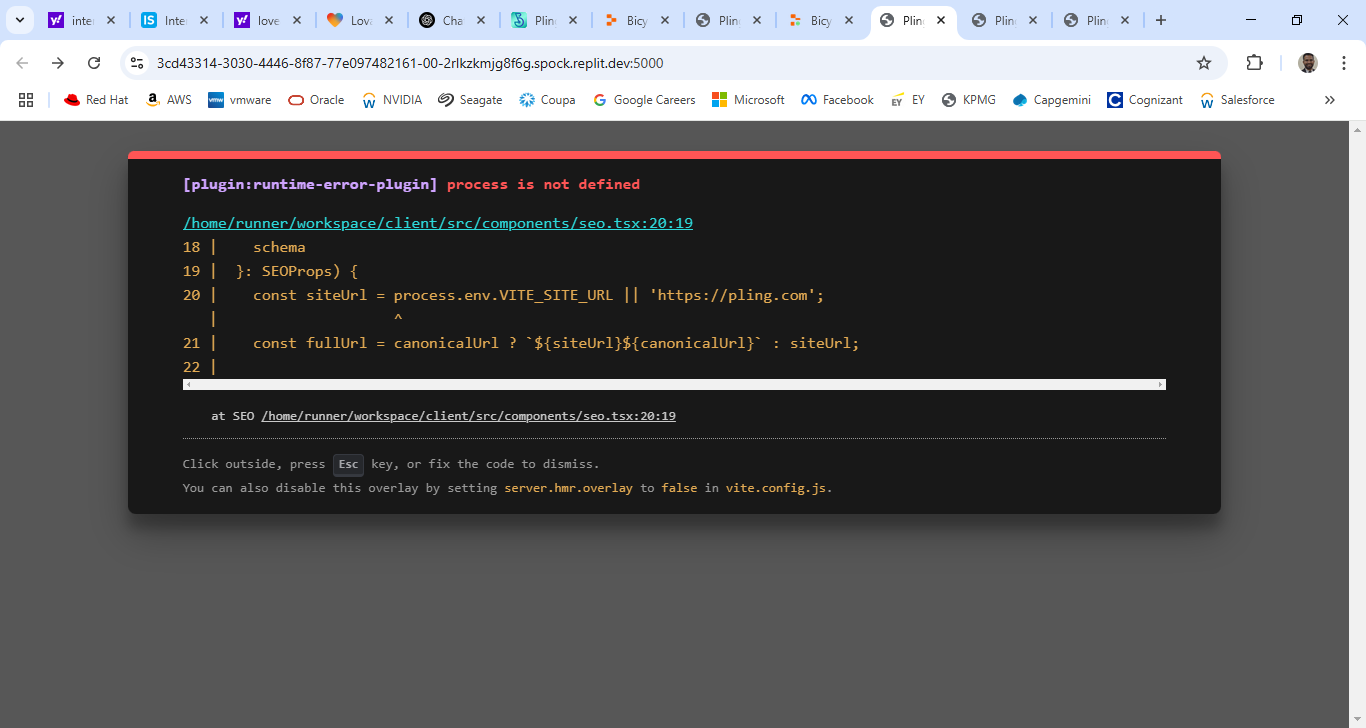 inter
Inte
love
Lova
Cha
Plin
Bicy
Plin
Bicy
Plin
Plin
Plin
3cd43314-3030-4446-8f87-77e097482161-00-2rlkzkmjg8f6g.spock.replit.dev:5000
Red Hat
AWS
vmware
Oracle
NVIDIA
Seagate
Coupa
Google Careers
Microsoft
Facebook
EY
KPMG
Capgemini
Cognizant
Salesforce
[plugin:runtime-error-plugin] process is not defined
/home/runner/workspace/client/src/components/seo.tsx:20:19
18 |    schema
19 |  }: SEOProps) {
20 |    const siteUrl = process.env.VITE_SITE_URL || 'https://pling.com';
   |                    ^
21 |    const fullUrl = canonicalUrl ? `${siteUrl}${canonicalUrl}` : siteUrl;
22 |
at SEO /home/runner/workspace/client/src/components/seo.tsx:20:19
Click outside, press Esc key, or fix the code to dismiss.
You can also disable this overlay by setting server.hmr.overlay to false in vite.config.js.